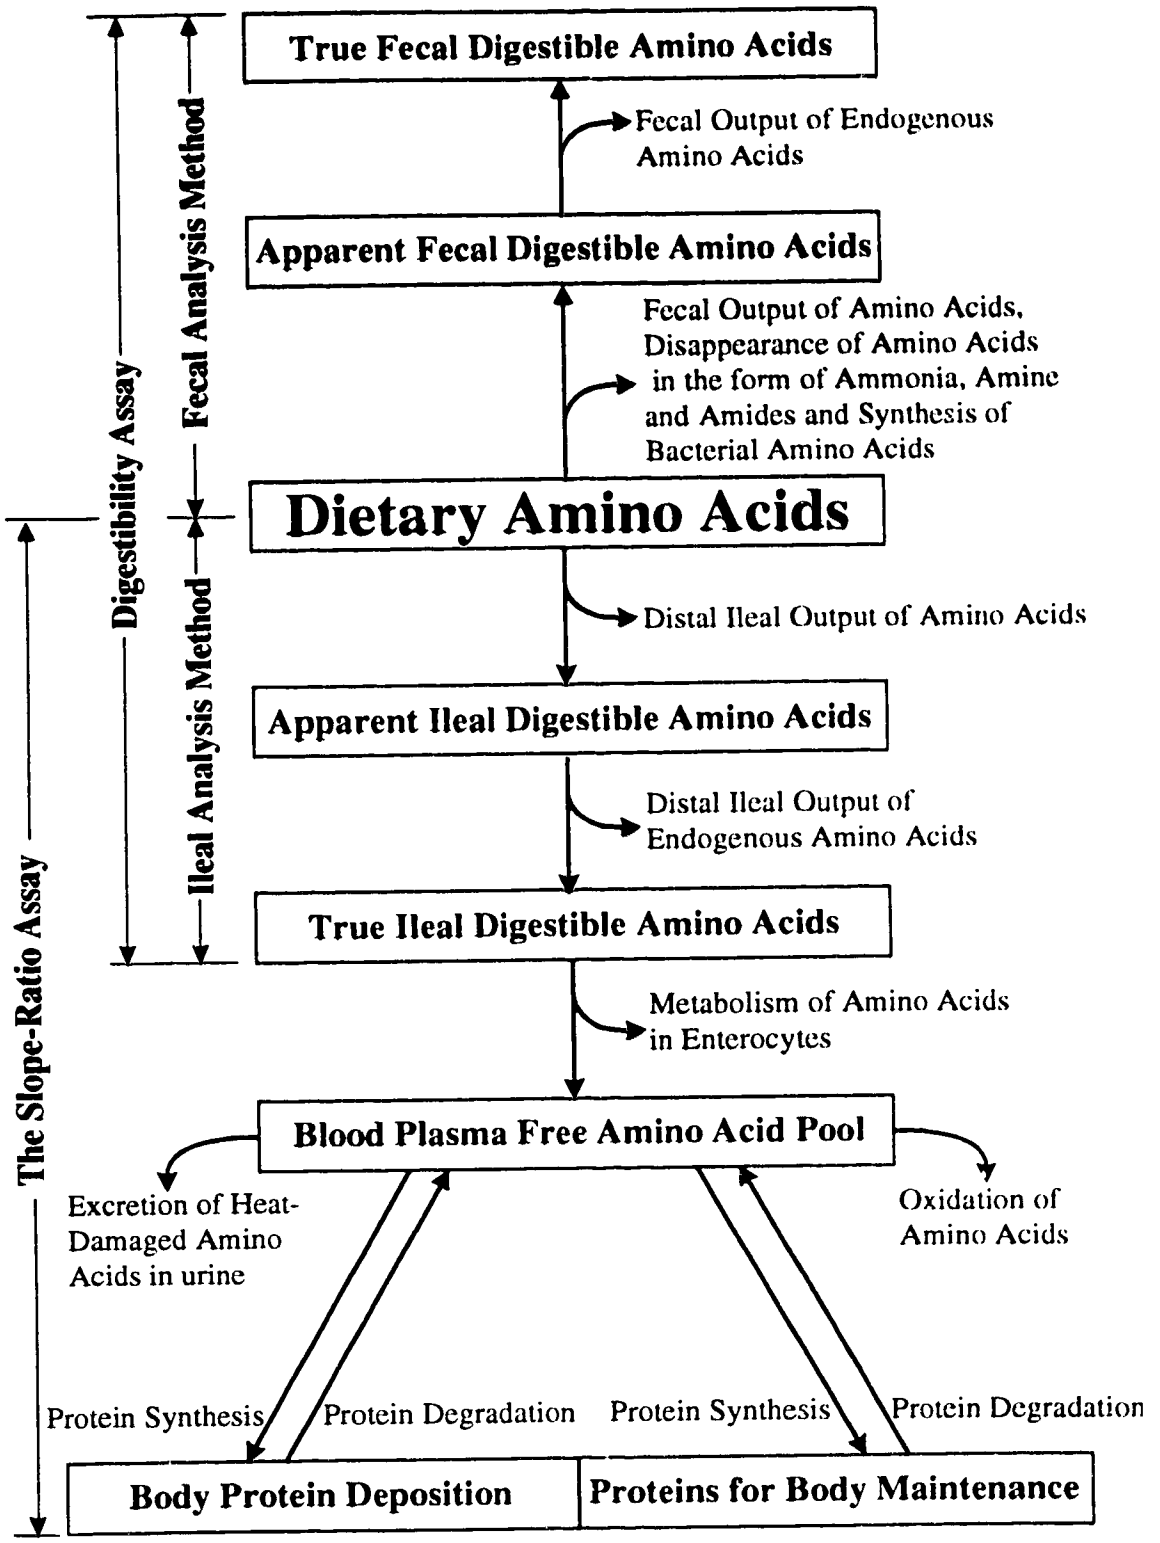 True Fecal Digestible Amino Acids
Fecal Output of Endogenous
Amino Acids
Fecal Analysis Method
Apparent Fecal Digestible Amino Acids
Fecal Output of Amino Acids,
Disappearance of Amino Acids
in the form of Ammonia, Amine
and Amides and Synthesis of
Bacterial Amino Acids
Digestibility Assay
Dietary Amino Acids
Distal Ileal Output of Amino Acids
Ileal Analysis Method
Apparent Ileal Digestible Amino Acids
Distal Ileal Output of
Endogenous Amino Acids
True Ileal Digestible Amino Acids
The Slope-Ratio Assay
Metabolism of Amino Acids
in Enterocytes
Blood Plasma Free Amino Acid Pool
Excretion of Heat-
Damaged Amino
Acids in urine
Oxidation of
Amino Acids
Protein Synthesis
Protein Degradation
Protein Synthesis
Protein Degradation
Body Protein Deposition
Proteins for Body Maintenance